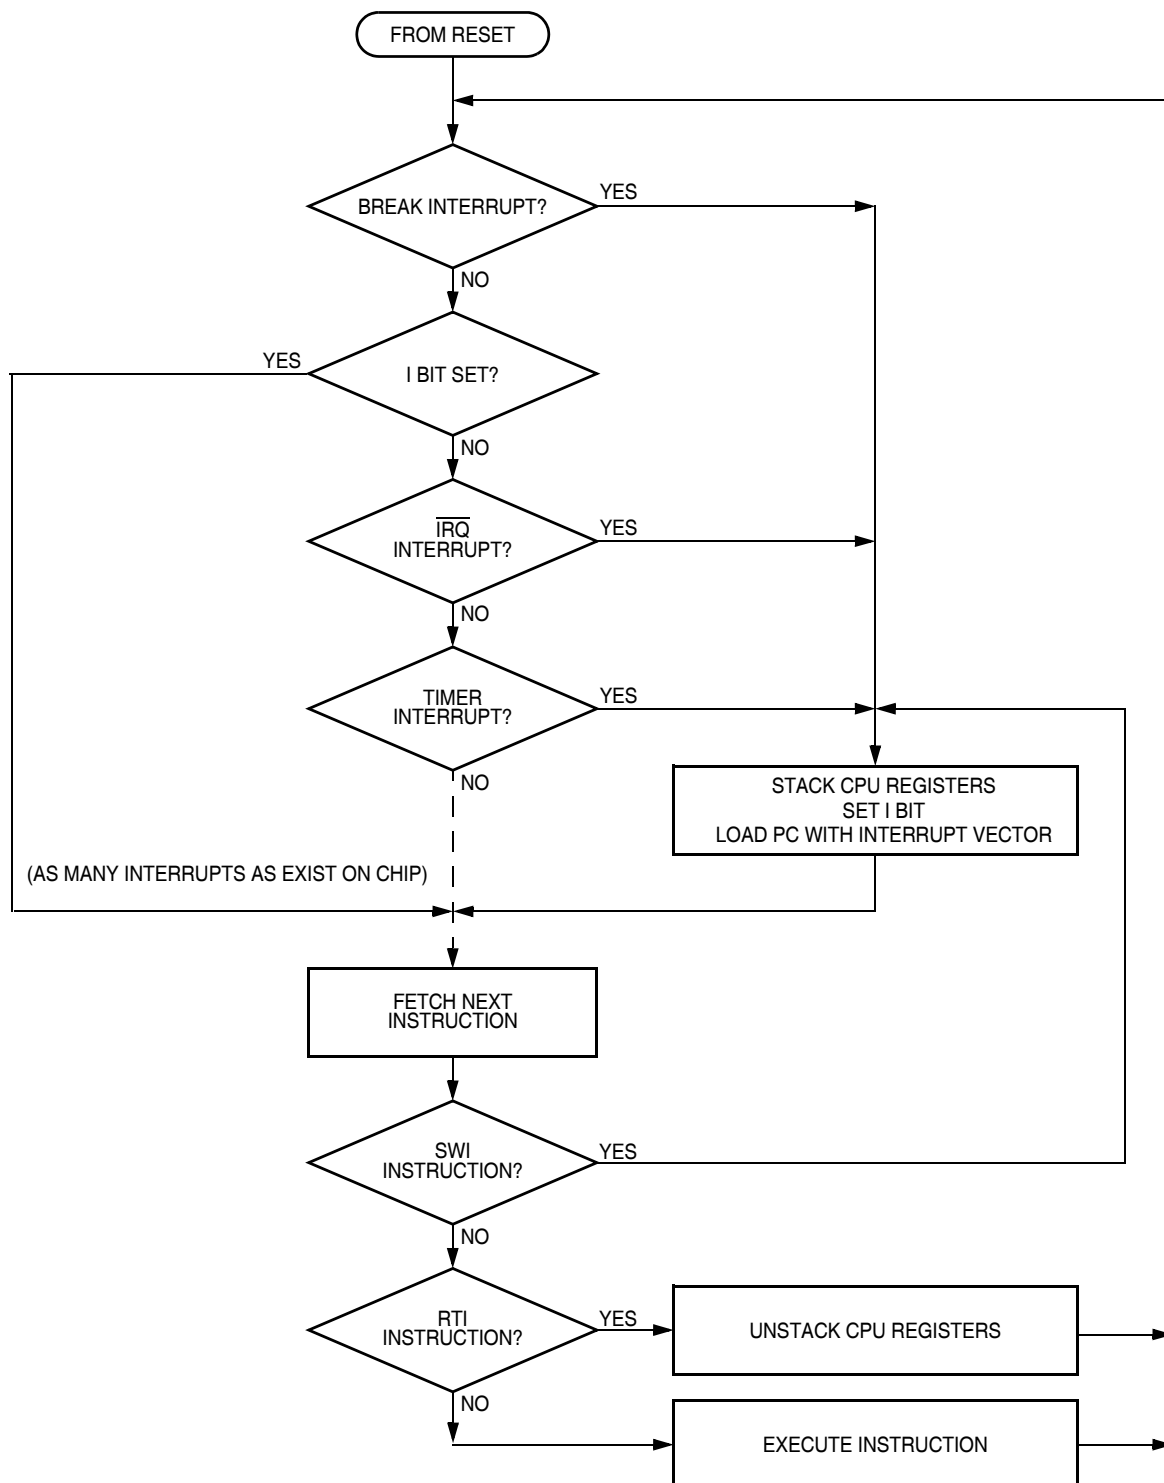 FROM RESET
BREAK INTERRUPT?
YES
NO
YES
I BIT SET?
NO
IRQ
INTERRUPT?
YES
NO
TIMER
INTERRUPT?
YES
NO
STACK CPU REGISTERS
SET I BIT
LOAD PC WITH INTERRUPT VECTOR
(AS MANY INTERRUPTS AS EXIST ON CHIP)
FETCH NEXT
INSTRUCTION
SWI
INSTRUCTION?
YES
NO
RTI
INSTRUCTION?
YES
UNSTACK CPU REGISTERS
NO
EXECUTE INSTRUCTION